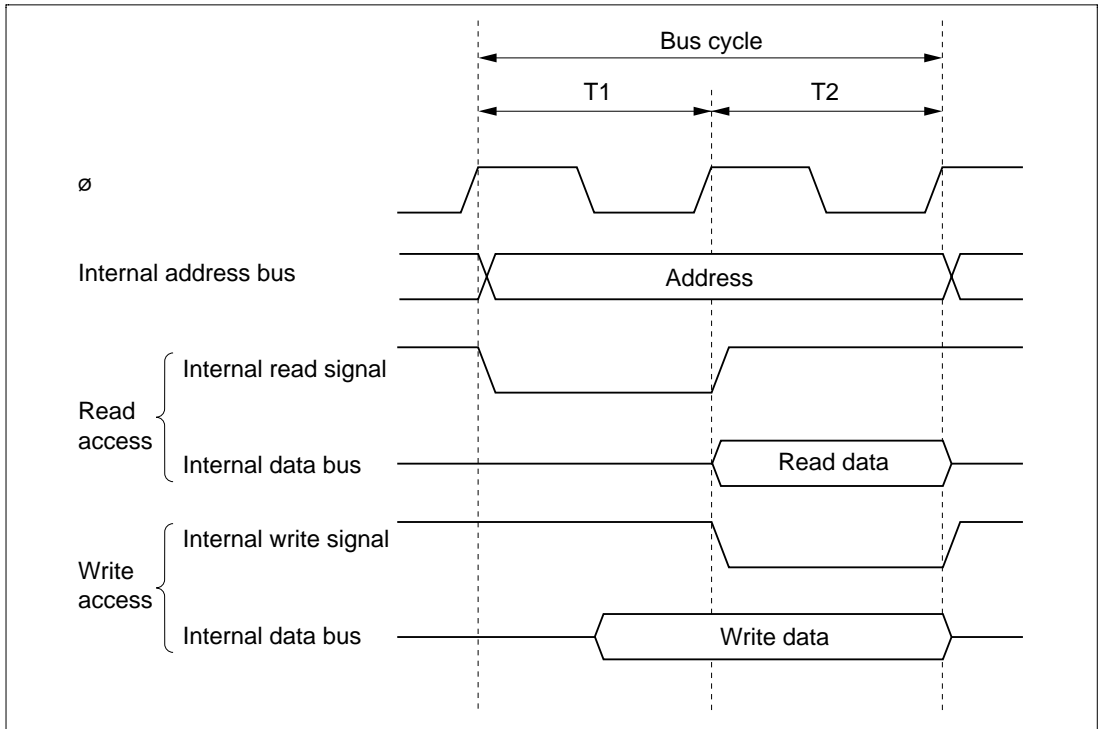 Bus cycle
T1
T2
ø
Internal address bus
Address
Internal read signal
Read
access
Internal data bus
Read data
Internal write signal
Write
access
Internal data bus
Write data